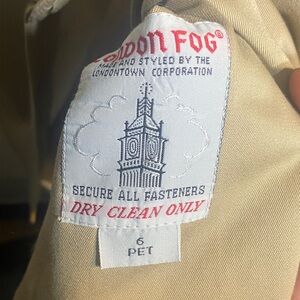 LONDON FOG®
MADE AND STYLED BY THE
LONDONTOWN CORPORATION
SECURE ALL FASTENERS
DRY CLEAN ONLY
6
PET